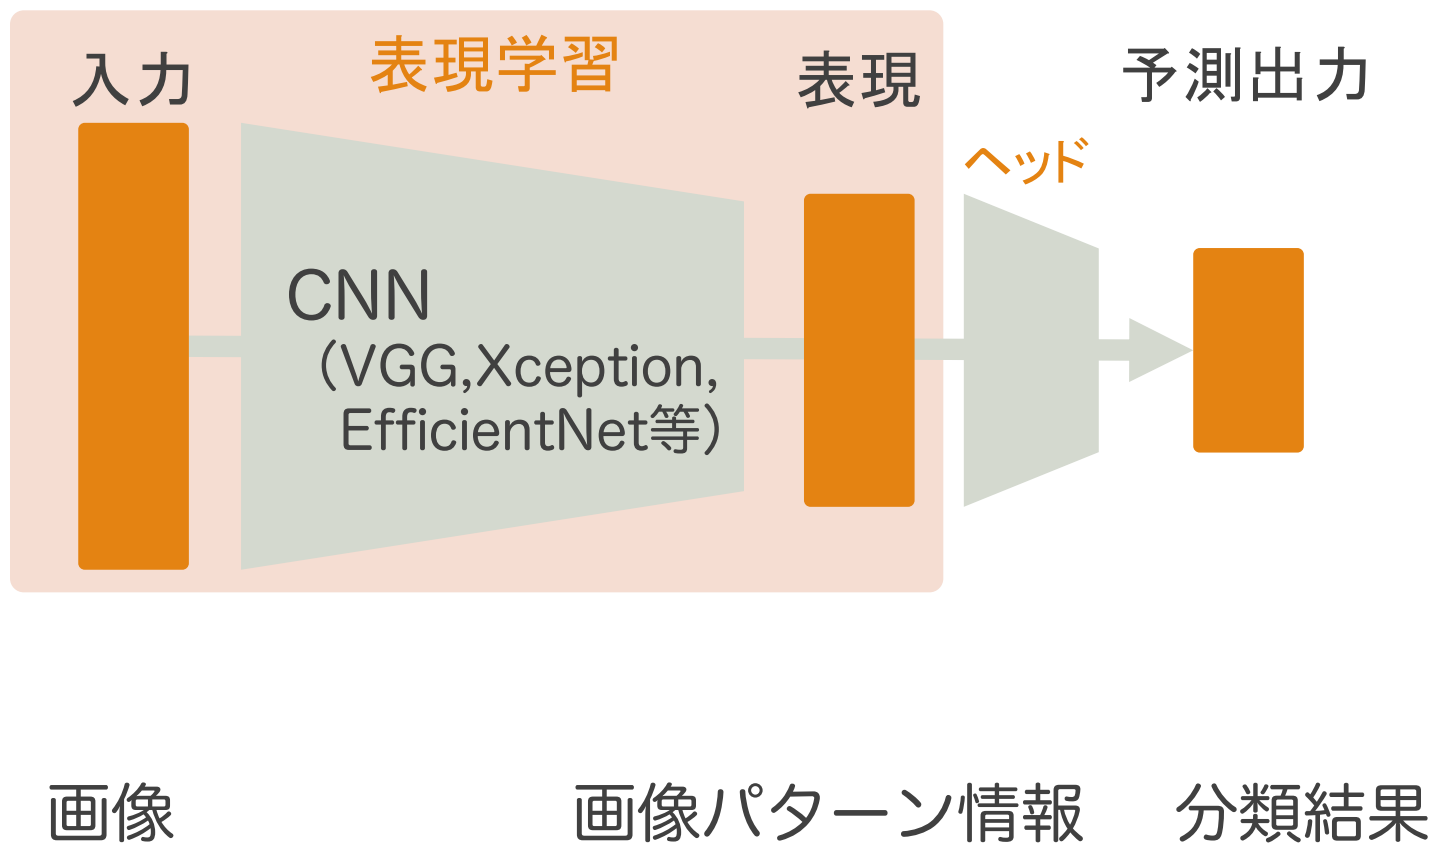 入力
表現学習
表現
予測出力
ヘッド
CNN
（VGG,Xception,
EfficientNet等）
画像
画像パターン情報
分類結果